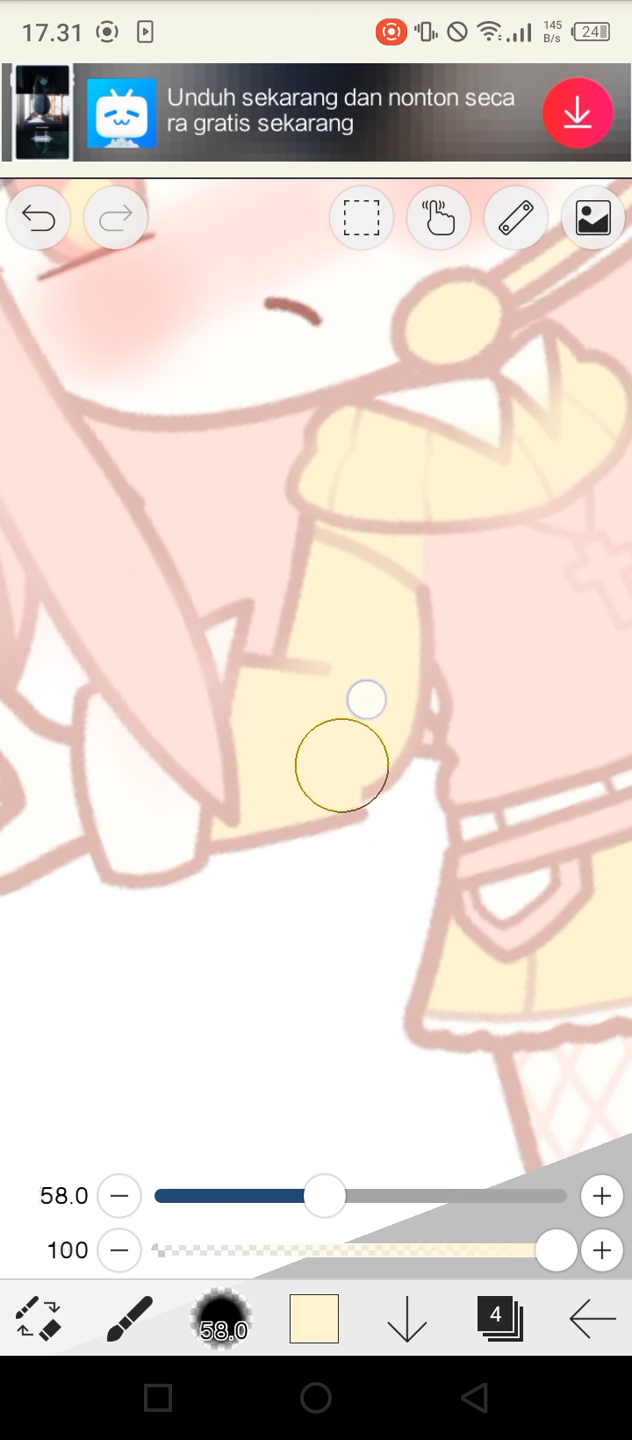 17.31
145
B/s
24
Unduh sekarang dan nonton seca
ra gratis sekarang
58.0
100
58.0
4